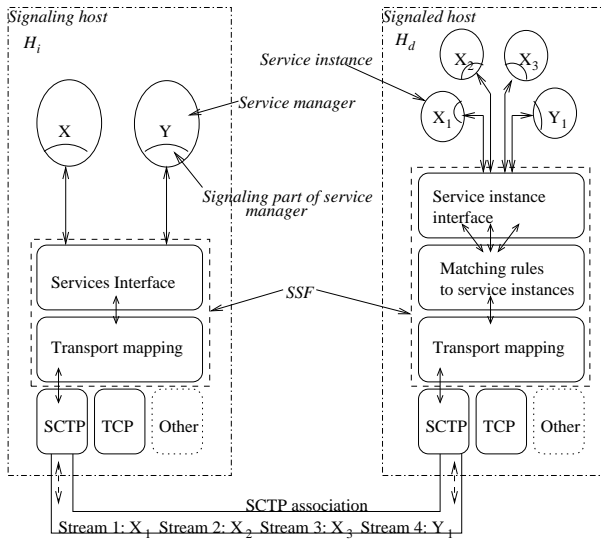 Signaling host
H_i
X
Y
Service manager
Signaling part of service
manager
Services Interface
Transport mapping
SCTP
TCP
Other
Service instance
SSF
Signaled host
H_d
X_2
X_3
X_1
Y_1
Service instance
interface
Matching rules
to service instances
Transport mapping
SCTP
TCP
Other
SCTP association
Stream 1: X_1 Stream 2: X_2 Stream 3: X_3 Stream 4: Y_1